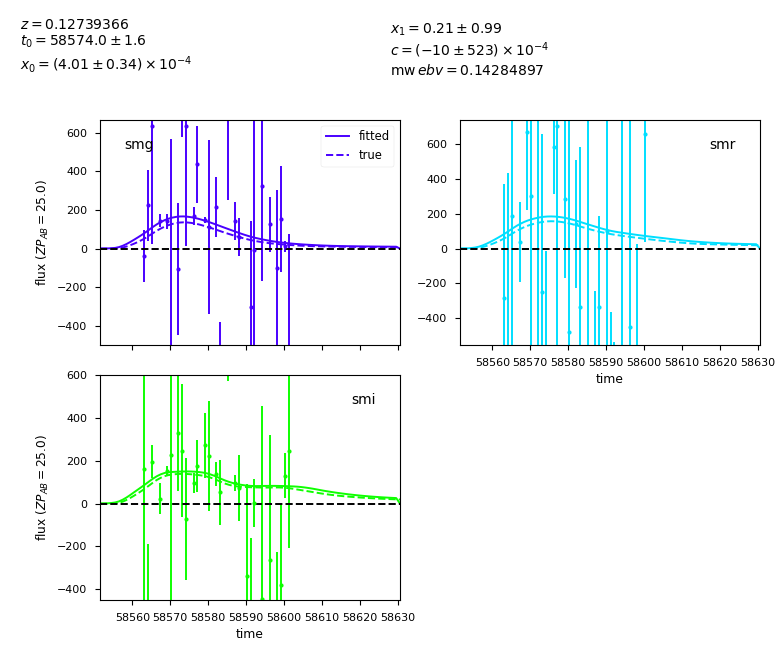 z = 0.12739366
t₀ = 58574.0 ± 1.6
x₀ = (4.01 ± 0.34) × 10⁻⁴
x₁ = 0.21 ± 0.99
c = (−10 ± 523) × 10⁻⁴
mw ebv = 0.14284897
smg
fitted
true
600
400
200
0
−200
−400
flux (ZP_AB = 25.0)
smr
600
400
200
0
−200
−400
58560 58570 58580 58590 58600 58610 58620 58630
time
smi
600
400
200
0
−200
−400
flux (ZP_AB = 25.0)
58560 58570 58580 58590 58600 58610 58620 58630
time